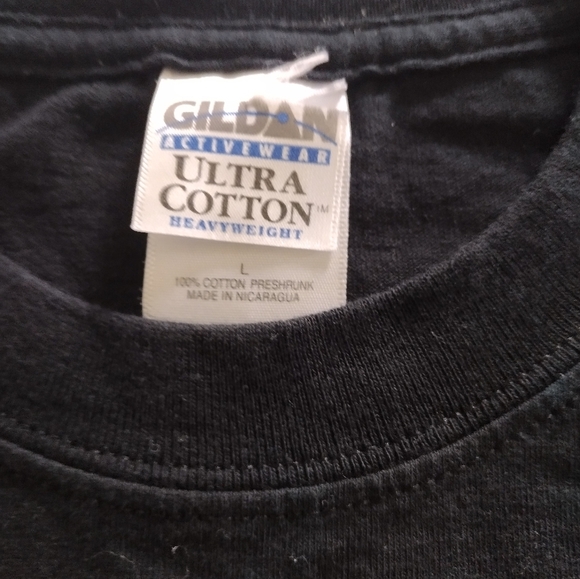 GILDAN
ACTIVEWEAR
ULTRA
COTTON™
HEAVYWEIGHT
L
100% COTTON PRESHRUNK
MADE IN NICARAGUA